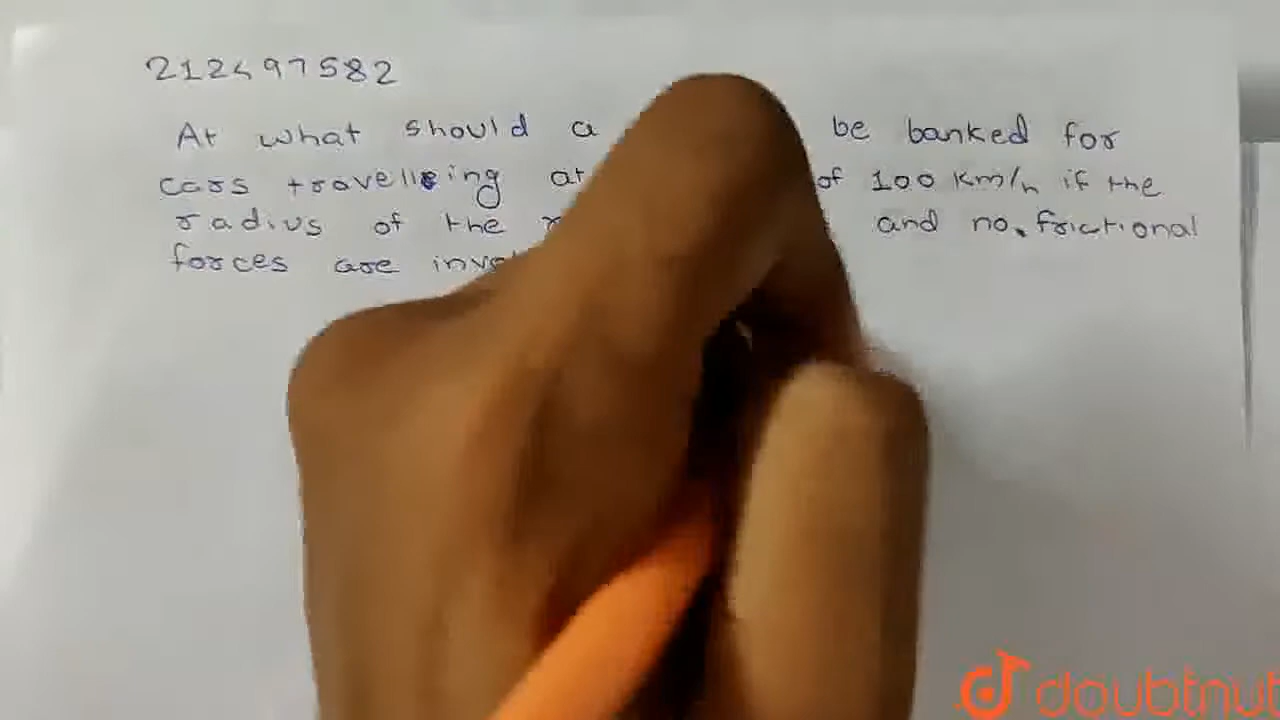 212497582
At what should a be banked for
cars travelling at of 100 km/h if the
radius of the and no frictional
forces are
doubtnut